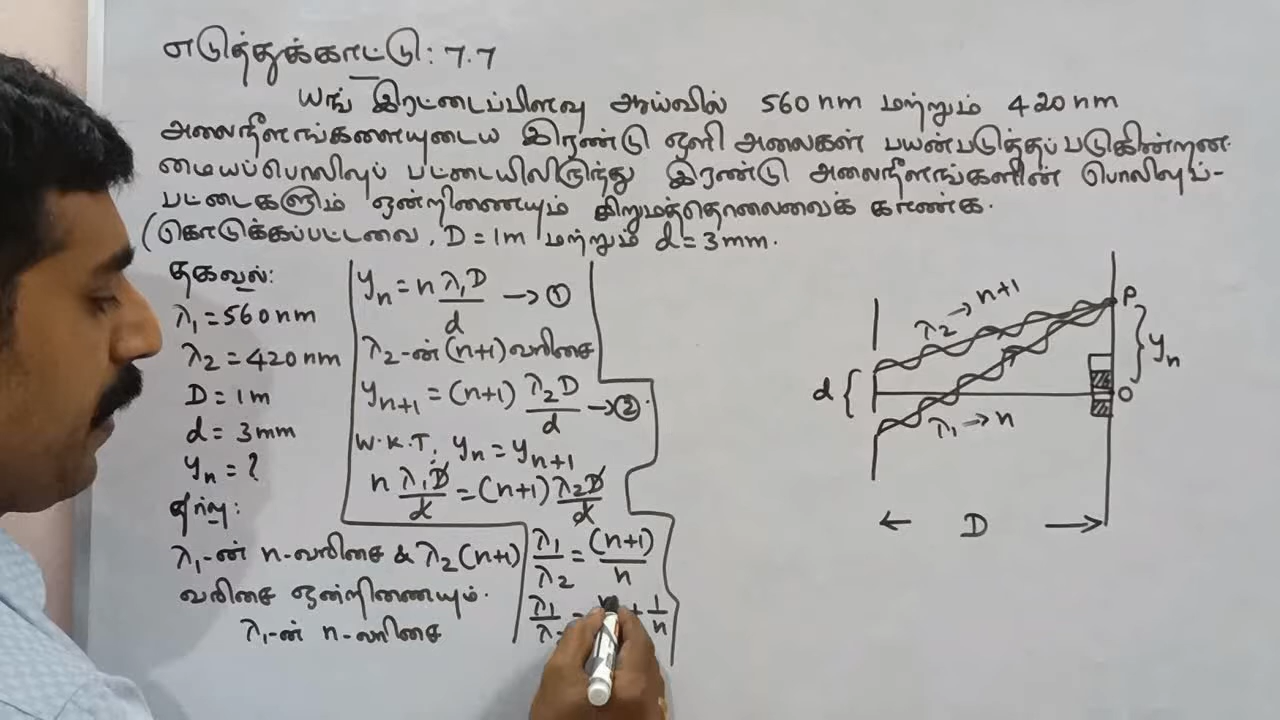 எடுத்துக்காட்டு: 7.7
யங் இரட்டைப்பிளவு ஆய்வில் 560 nm மற்றும் 420 nm
அலைநீளங்களையுடைய இரண்டு ஒளி அலைகள் பயன்படுத்தப் படுகின்றன.
மையப்பொலிவுப் பட்டையிலிருந்து இரண்டு அலைநீளங்களின் பொலிவுப்-
பட்டைகளும் ஒன்றிணையும் சிறுமத்தொலைவைக் காண்க.
(கொடுக்கப்பட்டவை, D = 1m மற்றும் d = 3 mm.
தகவல்:
λ₁ = 560 nm
λ₂ = 420 nm
D = 1m
d = 3mm
yₙ = ?
தீர்வு:
λ₁-ன் n-வரிசை & λ₂ (n+1)
வரிசை ஒன்றிணையும்.
λ₁-ன் n-வரிசை
yₙ = n λ₁D/d → ①
λ₂-ன் (n+1) வரிசை
yₙ₊₁ = (n+1) λ₂D/d → ②
W.K.T, yₙ = yₙ₊₁
n λ₁D/d = (n+1) λ₂D/d
λ₁/λ₂ = (n+1)/n
λ₁/λ = + 1/n
λ₂ → n+1
P
yₙ
d
O
λ₁ → n
← D →